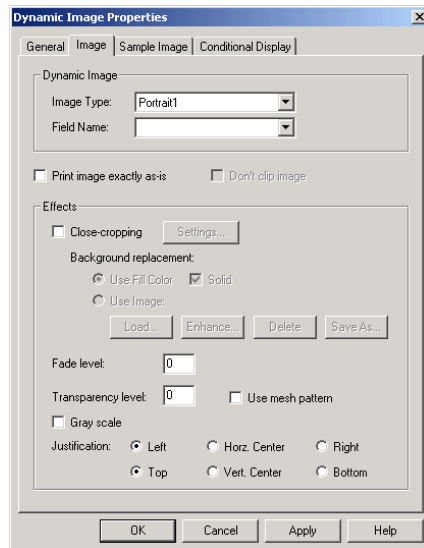 Dynamic Image Properties
General Image Sample Image Conditional Display
Dynamic Image
Image Type: Portrait1
Field Name:
Print image exactly as-is Don't clip image
Effects
Close-cropping Settings...
Background replacement:
Use Fill Color Solid
Use Image:
Load... Enhance... Delete Save As...
Fade level: 0
Transparency level: 0 Use mesh pattern
Gray scale
Justification: Left Horz. Center Right
Top Vert. Center Bottom
OK Cancel Apply Help